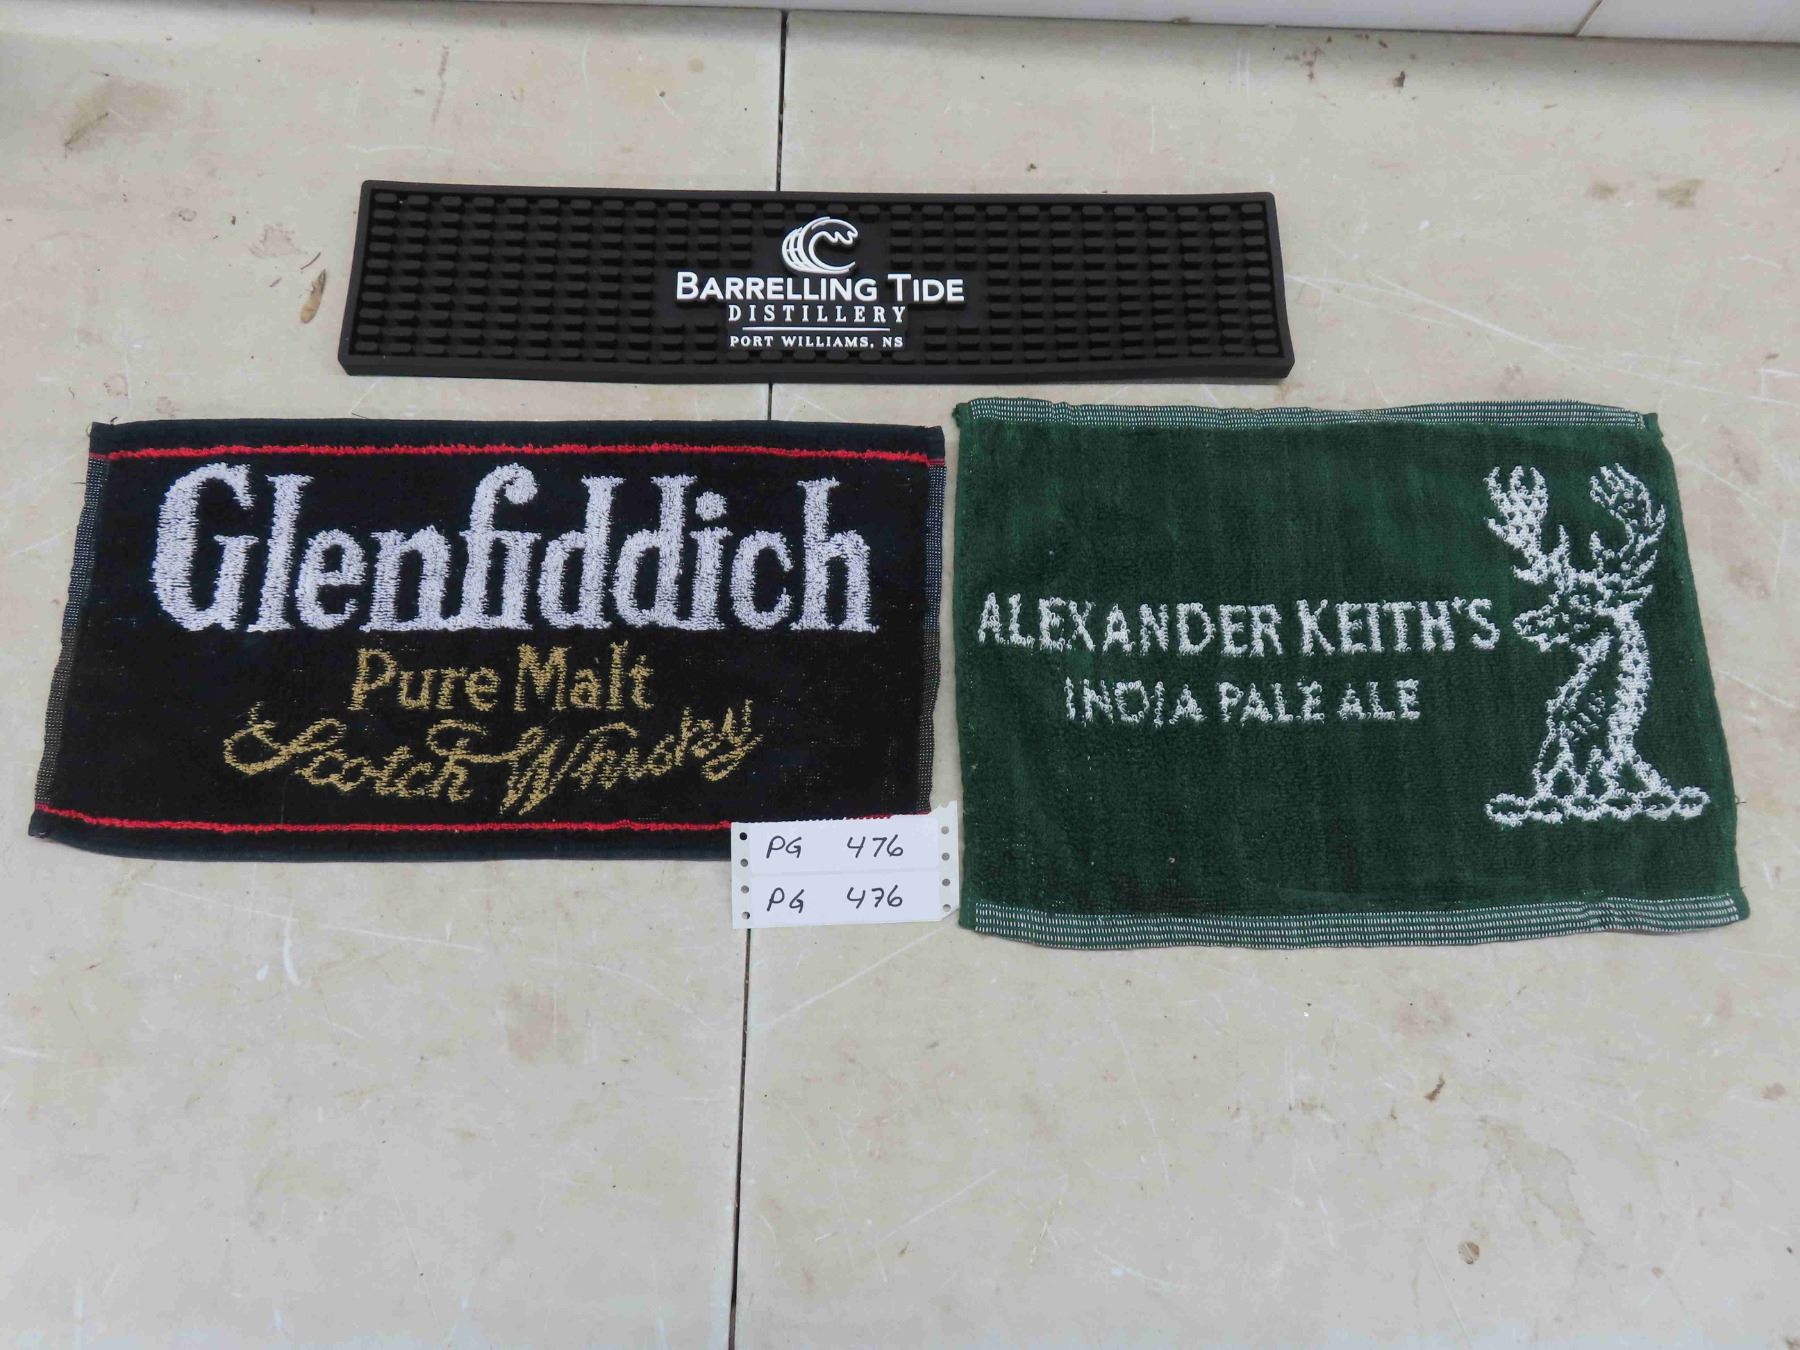 BARRELLING TIDE
DISTILLERY
PORT WILLIAMS, NS
Glenfiddich
Pure Malt
Scotch Whisky
ALEXANDER KEITH'S
INDIA PALE ALE
PG 476
PG 476